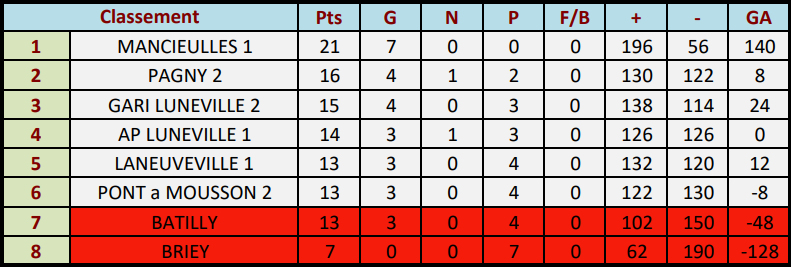 Classement Pts G N P F/B + - GA
1 MANCIEULLES 1 21 7 0 0 0 196 56 140
2 PAGNY 2 16 4 1 2 0 130 122 8
3 GARI LUNEVILLE 2 15 4 0 3 0 138 114 24
4 AP LUNEVILLE 1 14 3 1 3 0 126 126 0
5 LANEUVEVILLE 1 13 3 0 4 0 132 120 12
6 PONT a MOUSSON 2 13 3 0 4 0 122 130 -8
7 BATILLY 13 3 0 4 0 102 150 -48
8 BRIEY 7 0 0 7 0 62 190 -128